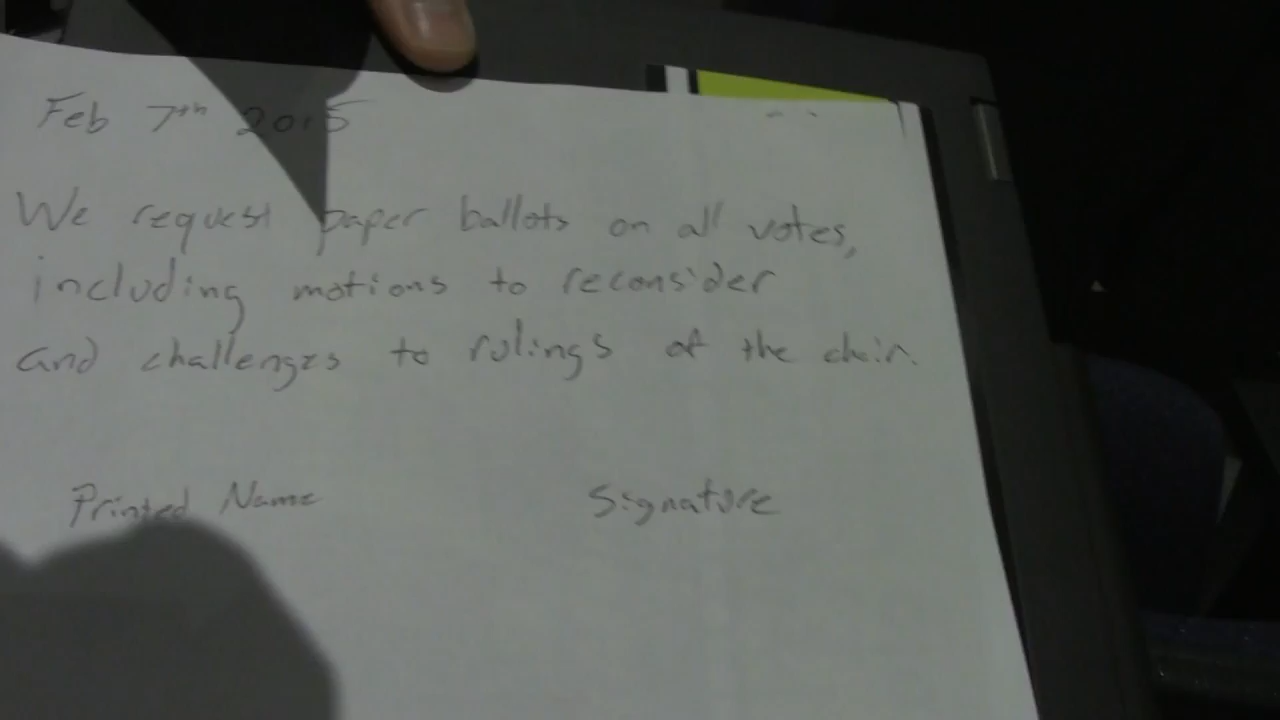 Feb 7th 2015
We request paper ballots on all votes,
including motions to reconsider
and challenges to rulings of the chair.
Printed Name Signature